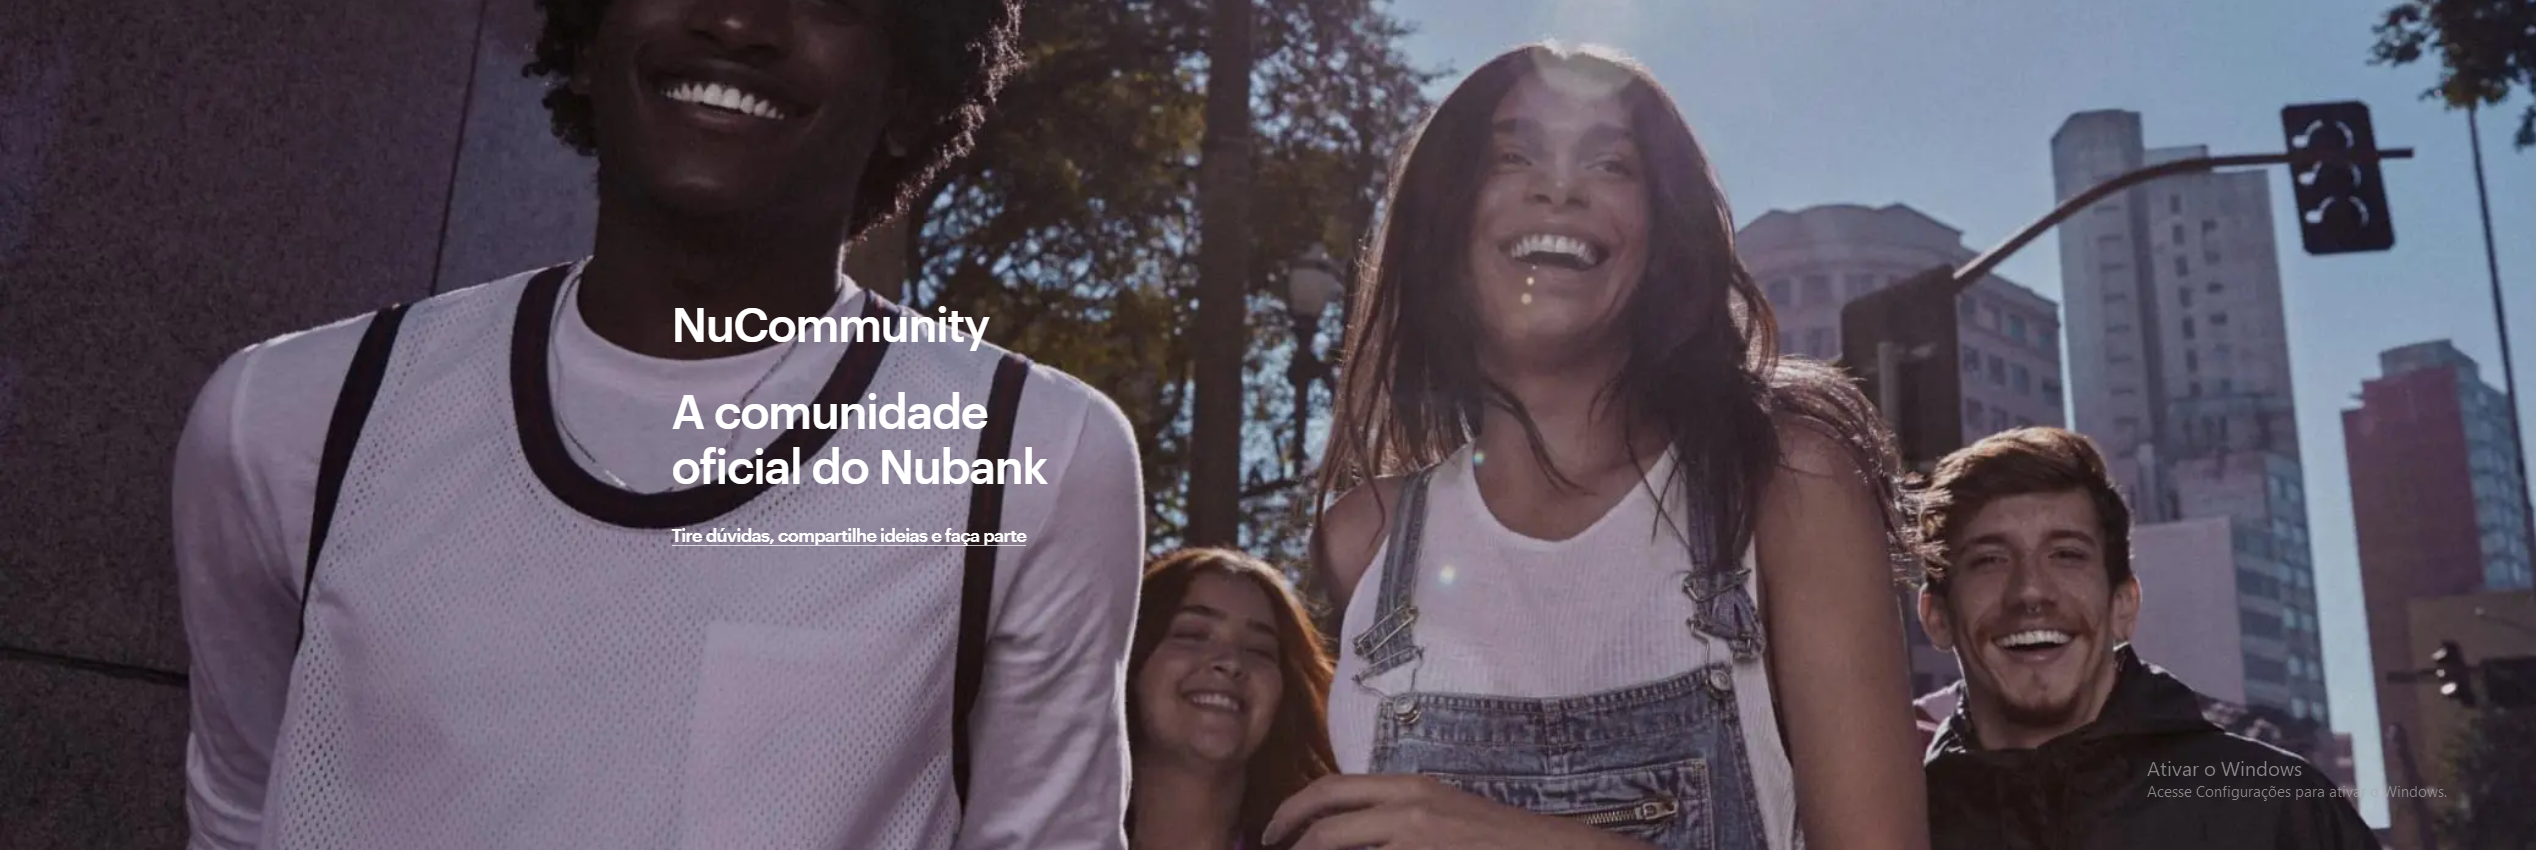 NuCommunity
A comunidade
oficial do Nubank
Tire dúvidas, compartilhe ideias e faça parte
Ativar o Windows
Acesse Configurações para ativar o Windows.